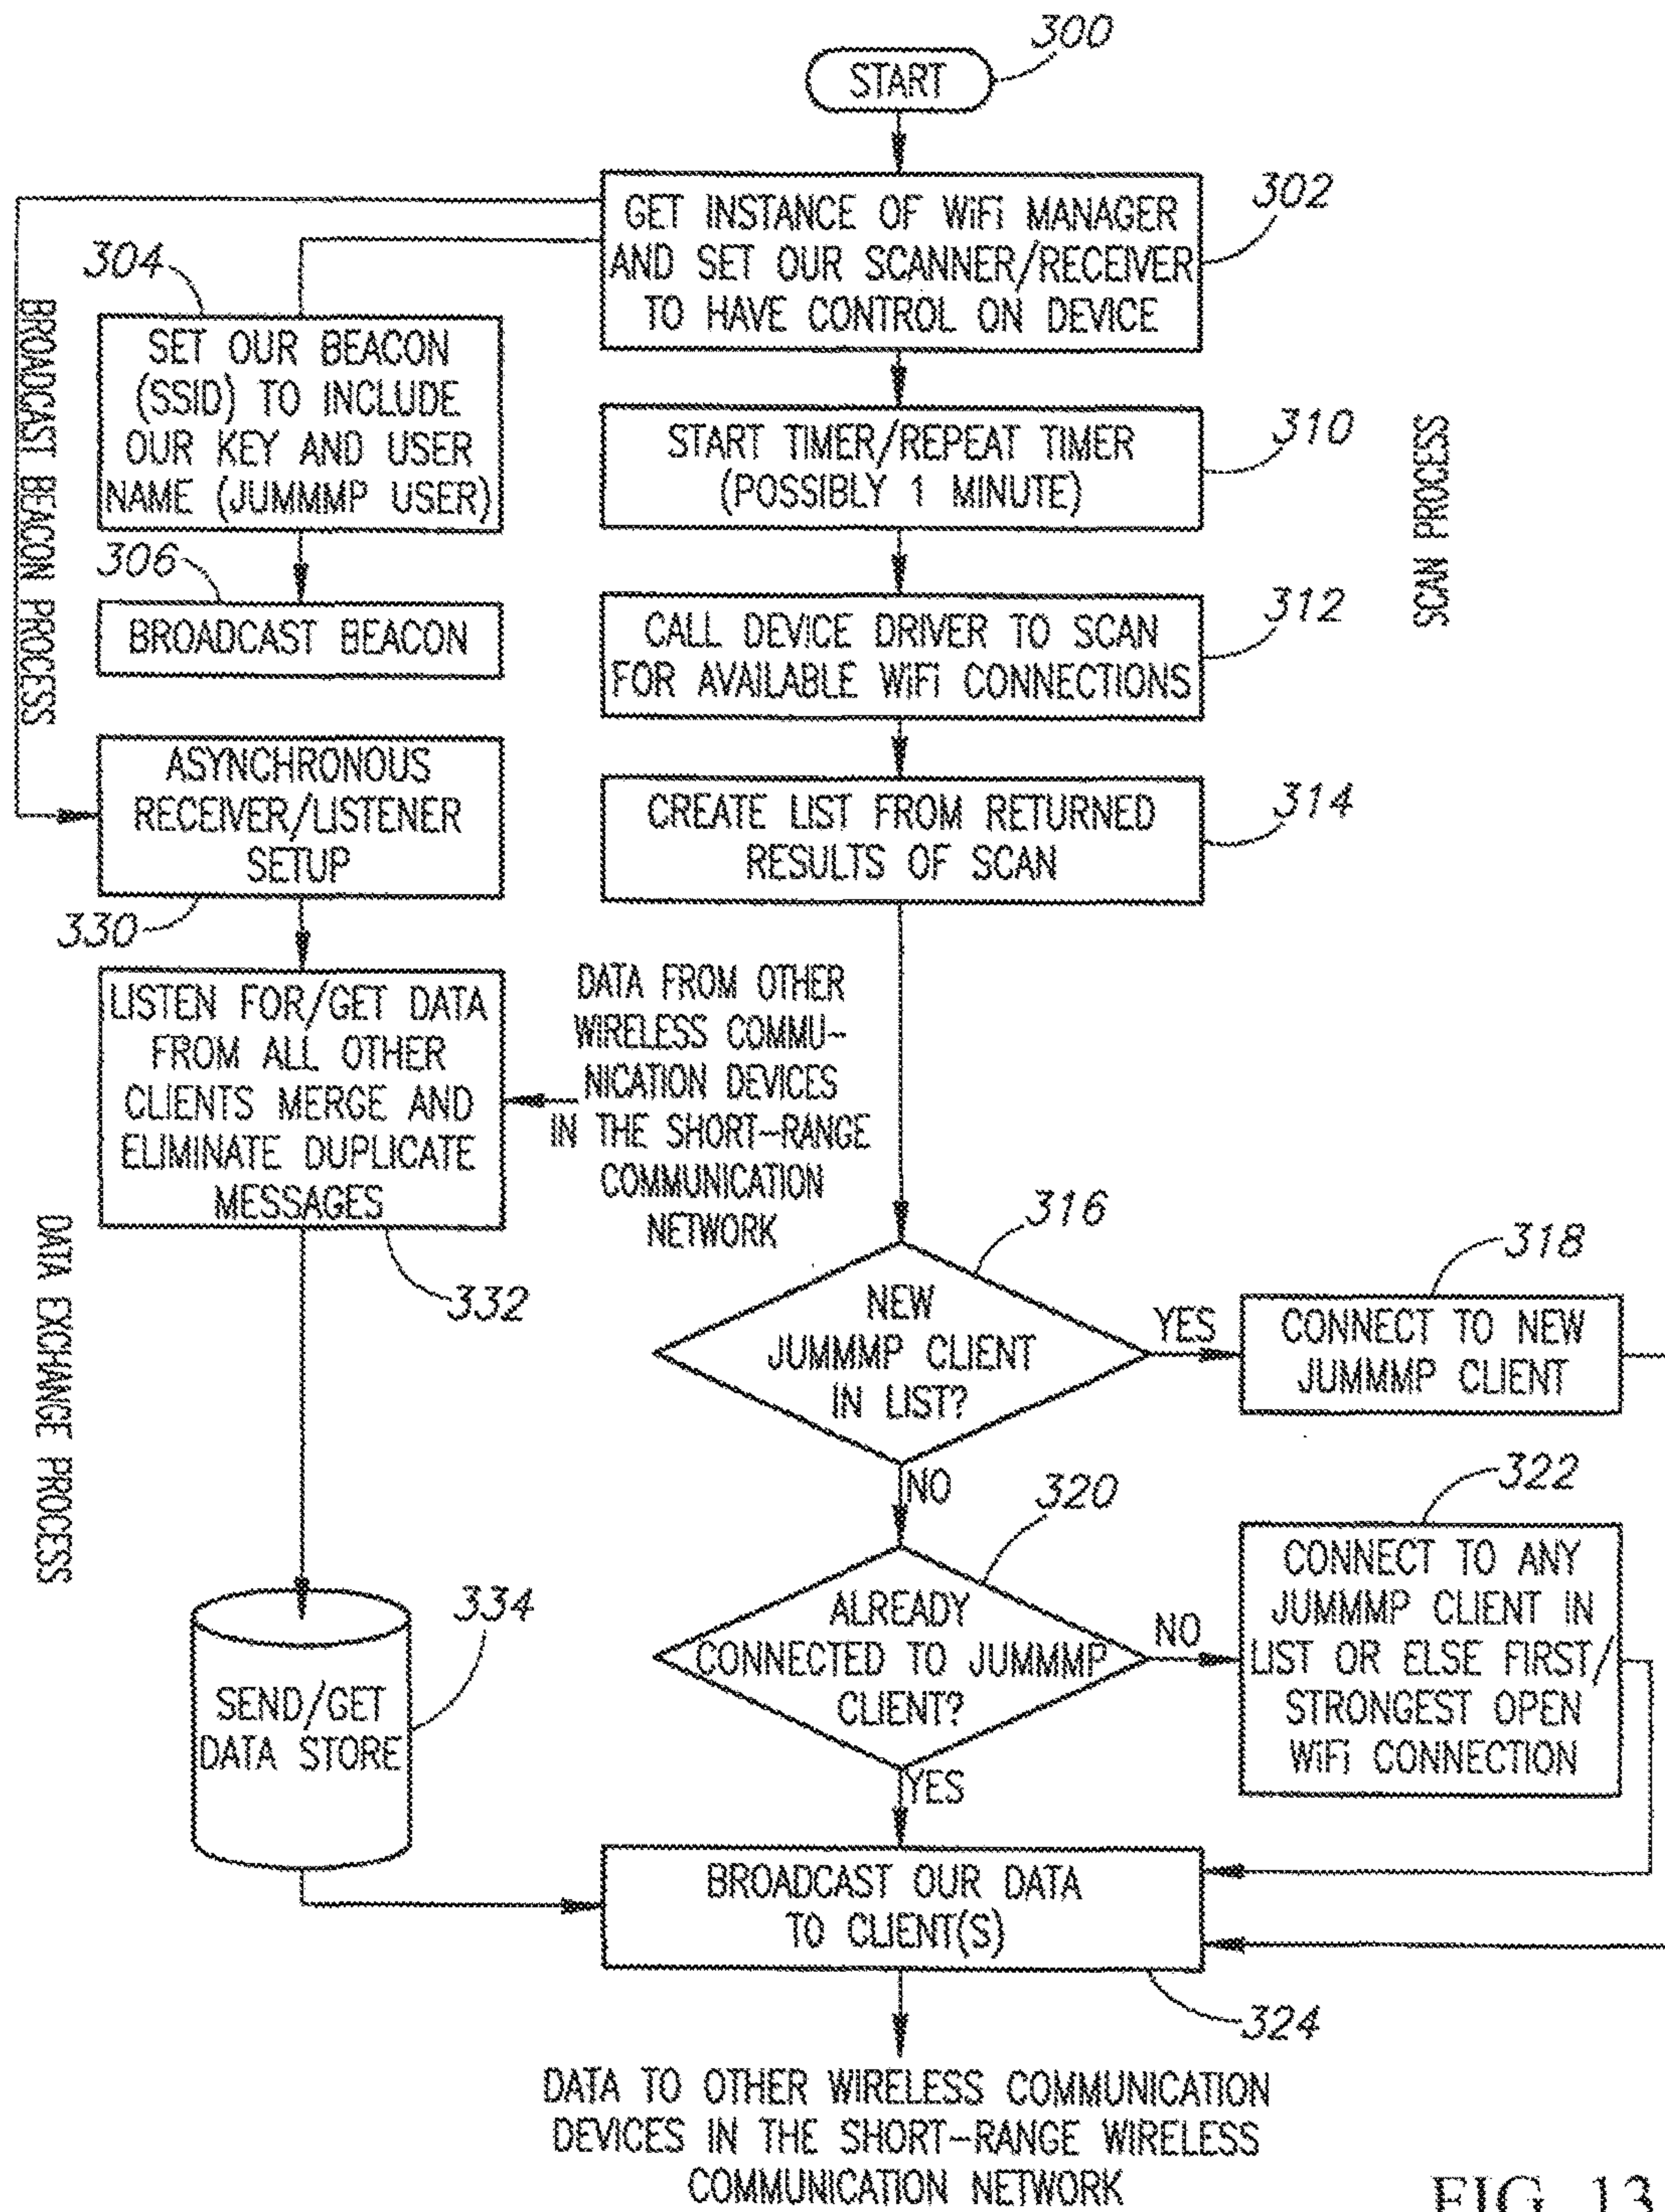 300
START
302
GET INSTANCE OF WiFi MANAGER
AND SET OUR SCANNER/RECEIVER
TO HAVE CONTROL ON DEVICE
304
SET OUR BEACON
(SSID) TO INCLUDE
OUR KEY AND USER
NAME (JUMMMP USER)
BROADCAST BEACON PROCESS
310
START TIMER/REPEAT TIMER
(POSSIBLY 1 MINUTE)
SCAN PROCESS
306
BROADCAST BEACON
312
CALL DEVICE DRIVER TO SCAN
FOR AVAILABLE WiFi CONNECTIONS
ASYNCHRONOUS
RECEIVER/LISTENER
SETUP
330
314
CREATE LIST FROM RETURNED
RESULTS OF SCAN
LISTEN FOR/GET DATA
FROM ALL OTHER
CLIENTS MERGE AND
ELIMINATE DUPLICATE
MESSAGES
332
DATA FROM OTHER
WIRELESS COMMU-
NICATION DEVICES
IN THE SHORT-RANGE
COMMUNICATION
NETWORK
DATA EXCHANGE PROCESS
316
NEW
JUMMMP CLIENT
IN LIST?
YES
318
CONNECT TO NEW
JUMMMP CLIENT
NO
320
ALREADY
CONNECTED TO JUMMMP
CLIENT?
NO
322
CONNECT TO ANY
JUMMMP CLIENT IN
LIST OR ELSE FIRST/
STRONGEST OPEN
WiFi CONNECTION
334
SEND/GET
DATA STORE
YES
BROADCAST OUR DATA
TO CLIENT(S)
324
DATA TO OTHER WIRELESS COMMUNICATION
DEVICES IN THE SHORT-RANGE WIRELESS
COMMUNICATION NETWORK
FIG. 13